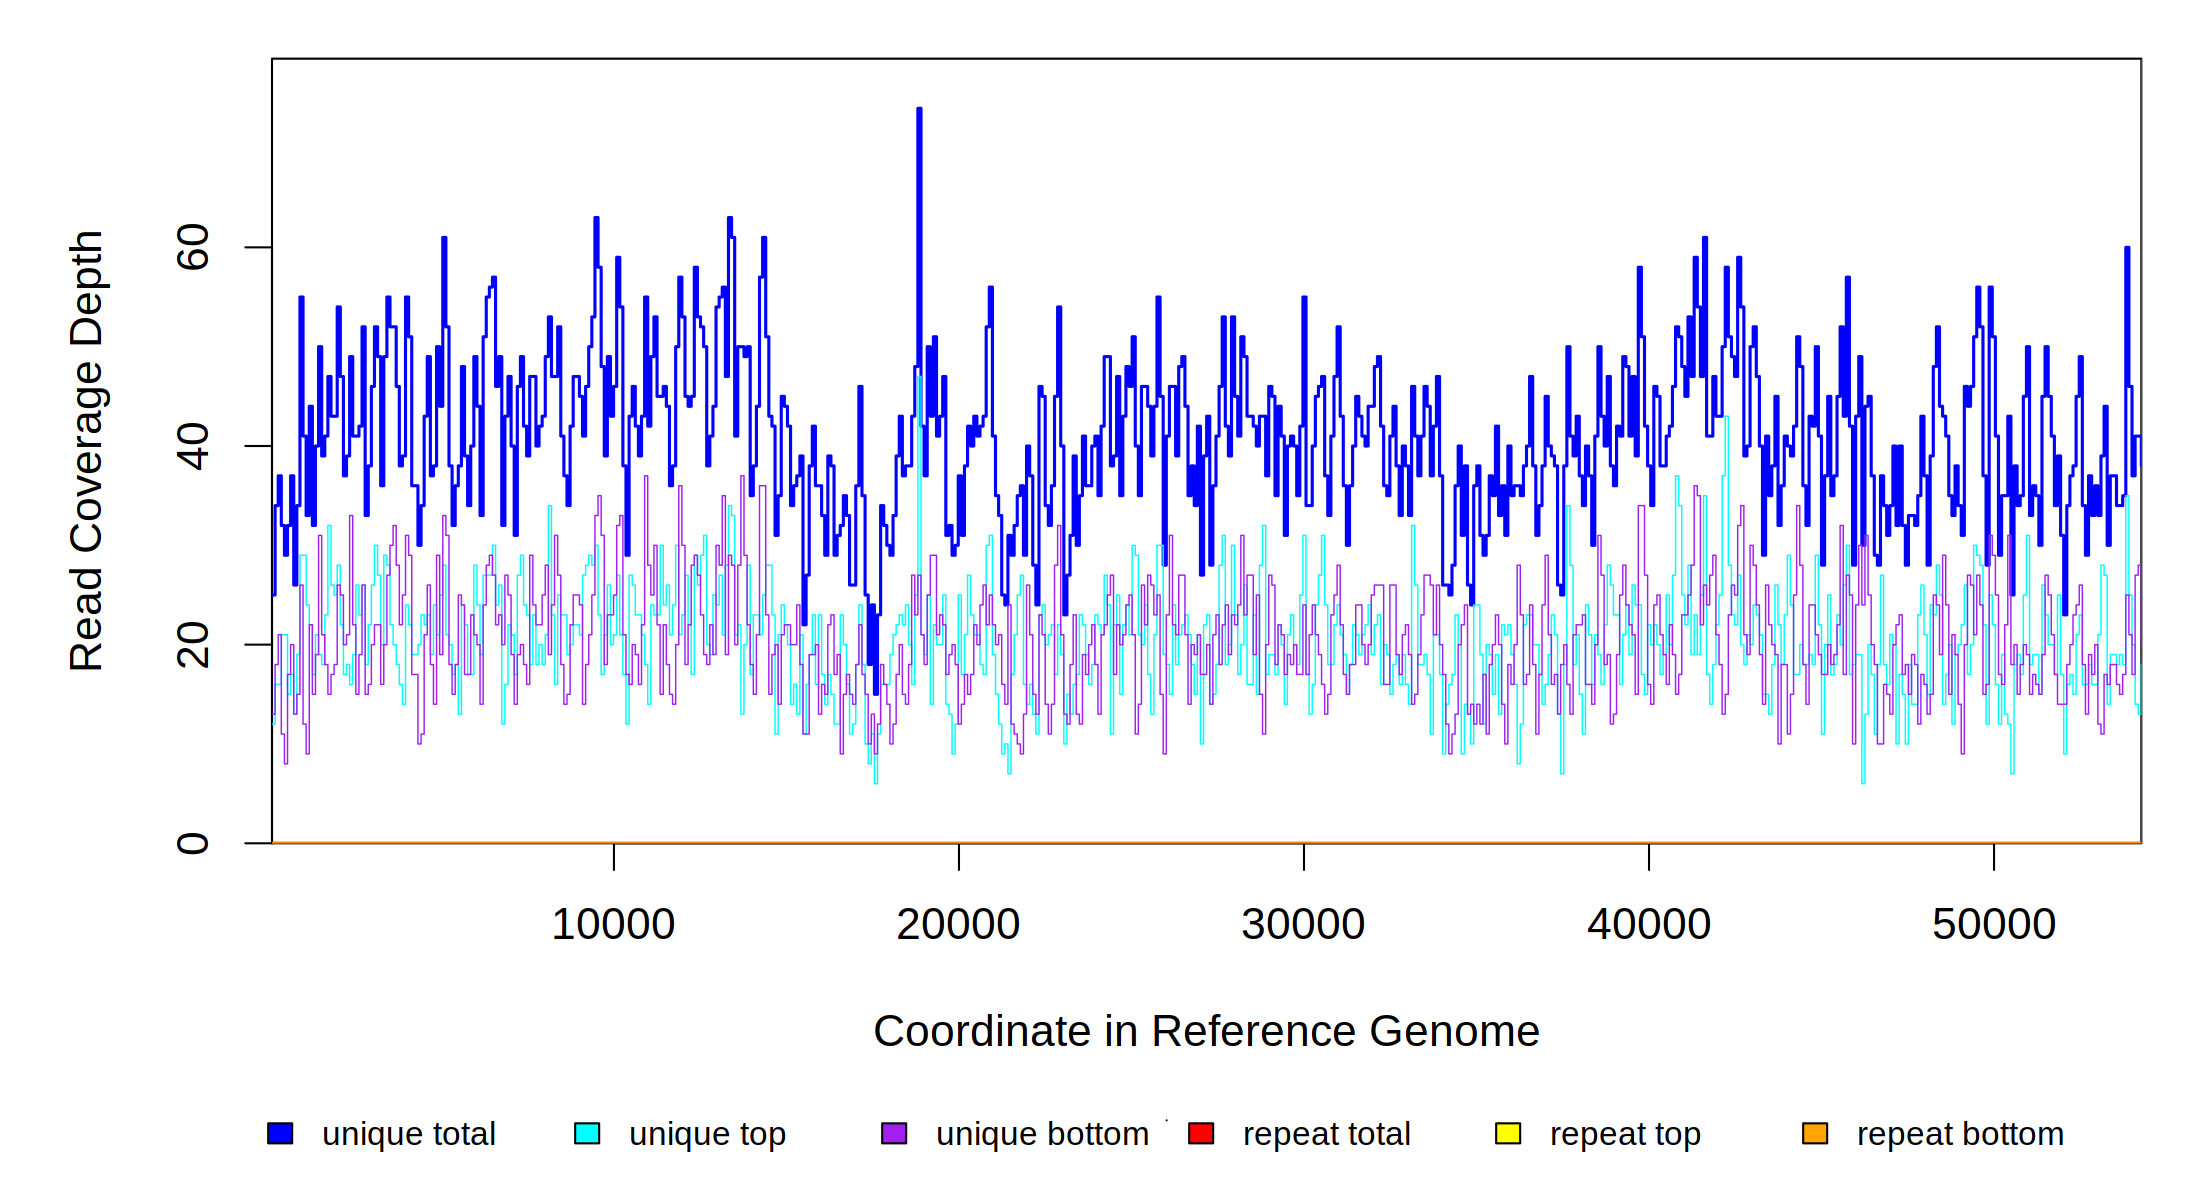 Read Coverage Depth
60
40
20
0
10000 20000 30000 40000 50000
Coordinate in Reference Genome
unique total unique top unique bottom repeat total repeat top repeat bottom